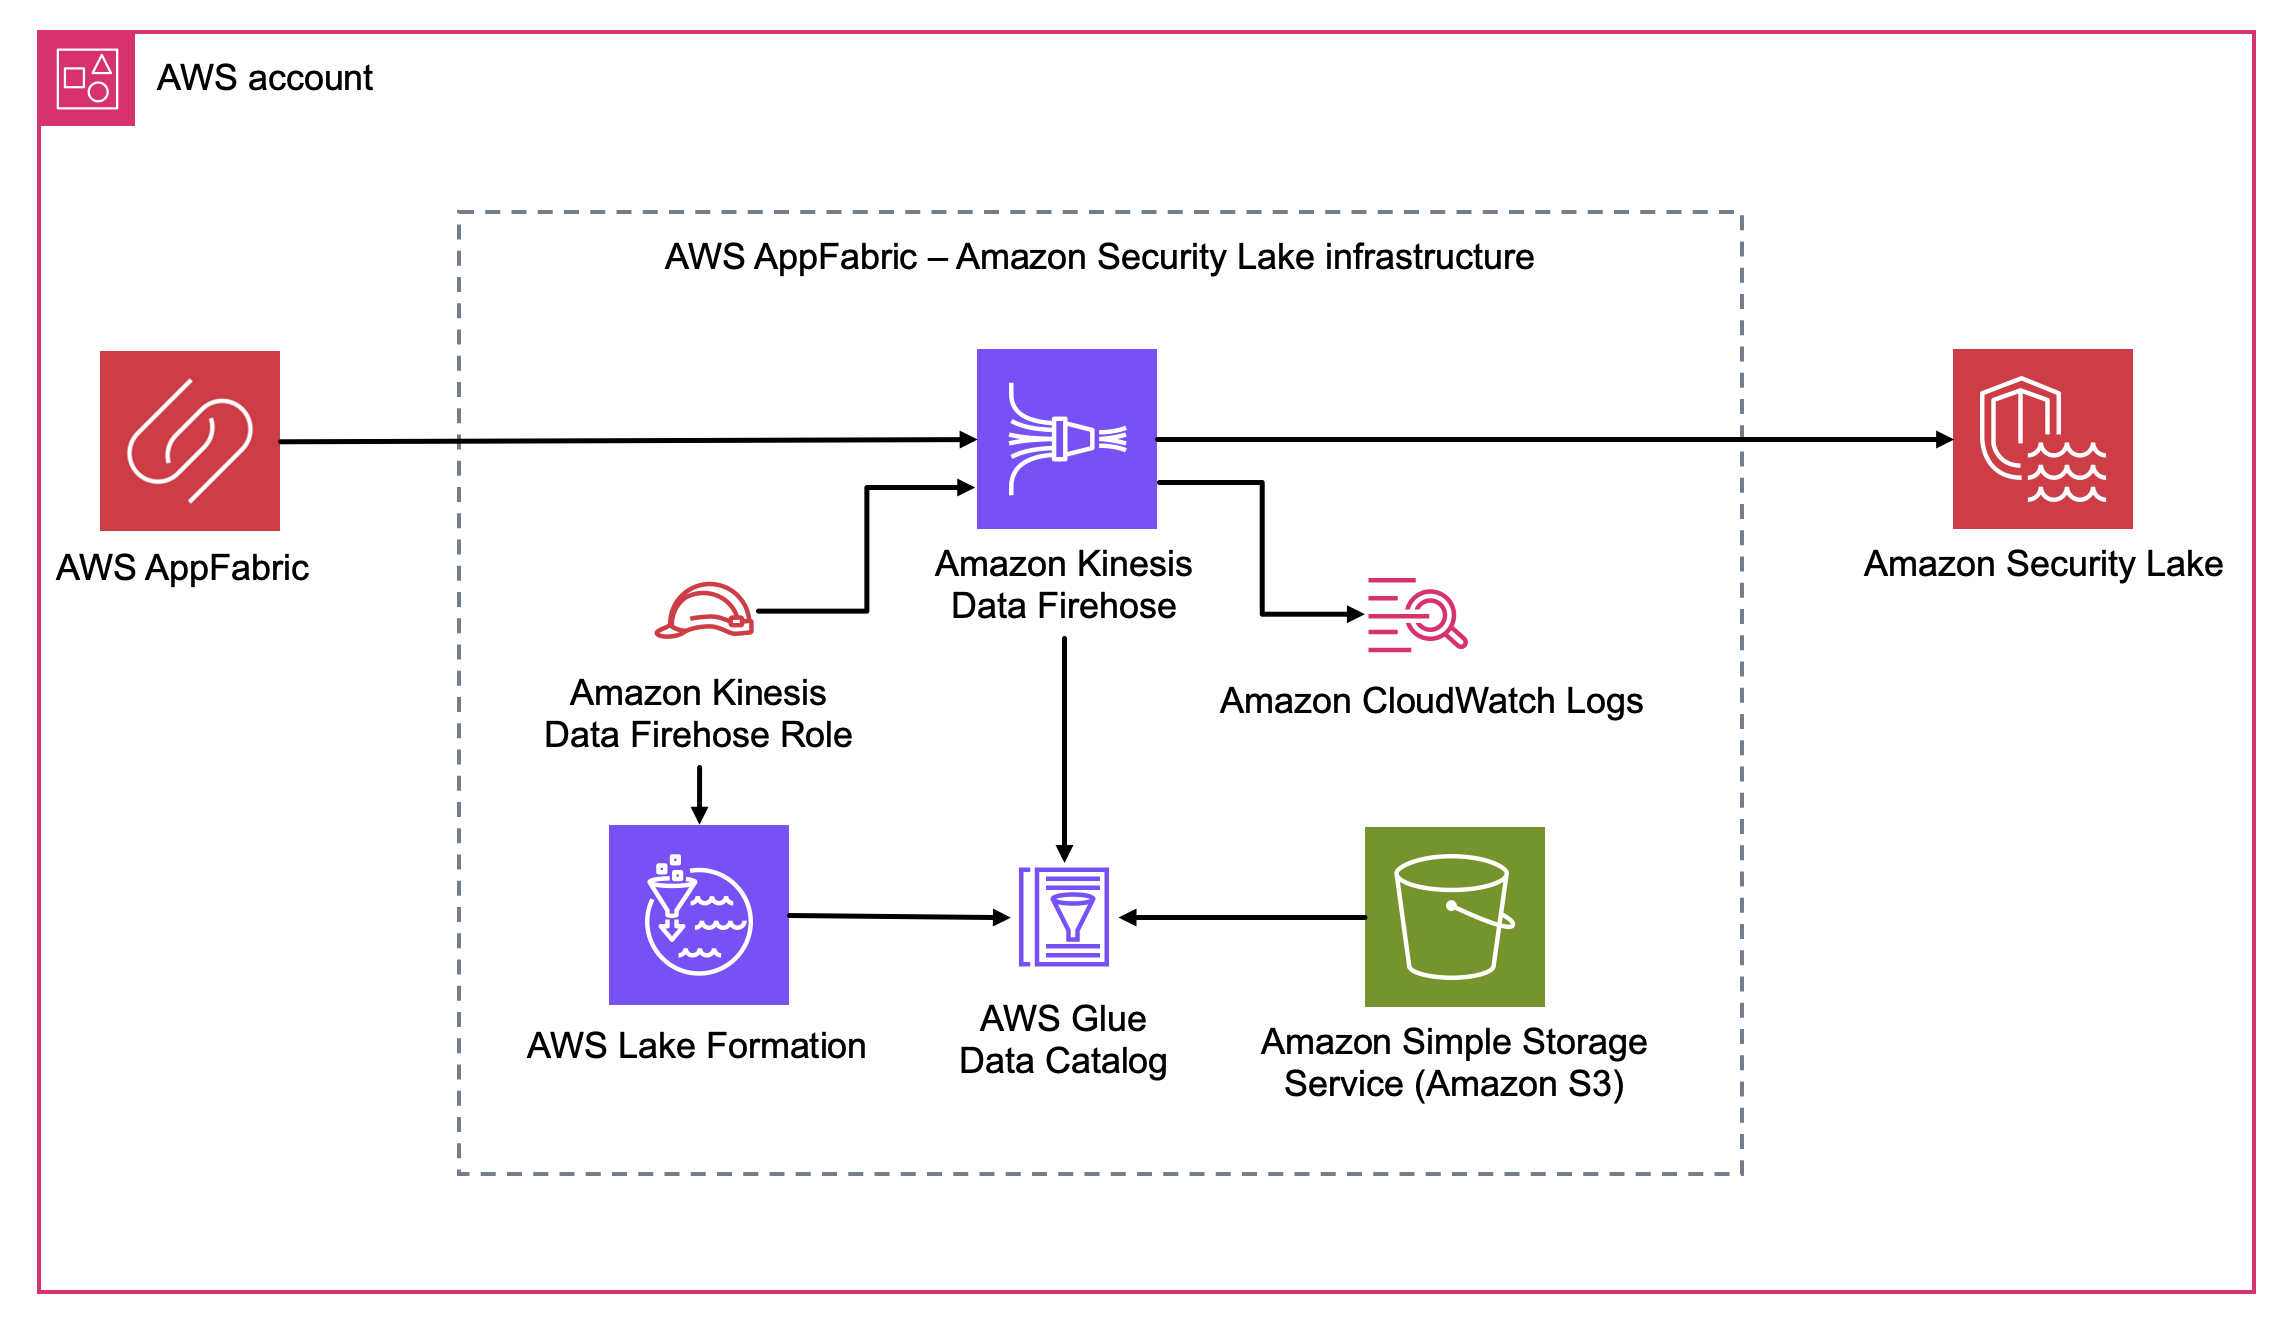 AWS account
AWS AppFabric – Amazon Security Lake infrastructure
AWS AppFabric
Amazon Kinesis
Data Firehose
Amazon Security Lake
Amazon Kinesis
Data Firehose Role
Amazon CloudWatch Logs
AWS Lake Formation
AWS Glue
Data Catalog
Amazon Simple Storage
Service (Amazon S3)